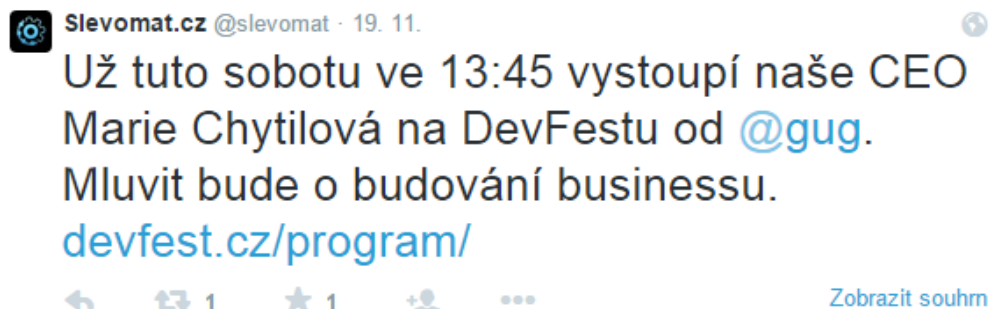 Slevomat.cz @slevomat · 19. 11.
Už tuto sobotu ve 13:45 vystoupí naše CEO
Marie Chytilová na DevFestu od @gug.
Mluvit bude o budování businessu.
devfest.cz/program/
1 1 Zobrazit souhrn